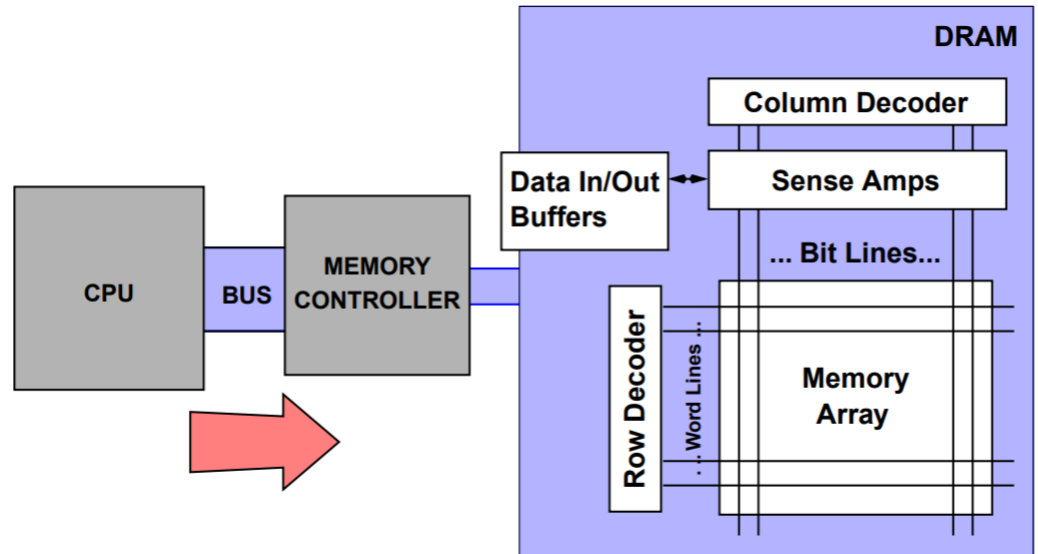 DRAM
Column Decoder
Data In/Out
Buffers
Sense Amps
... Bit Lines...
CPU
BUS
MEMORY
CONTROLLER
Row Decoder
... Word Lines ...
Memory
Array